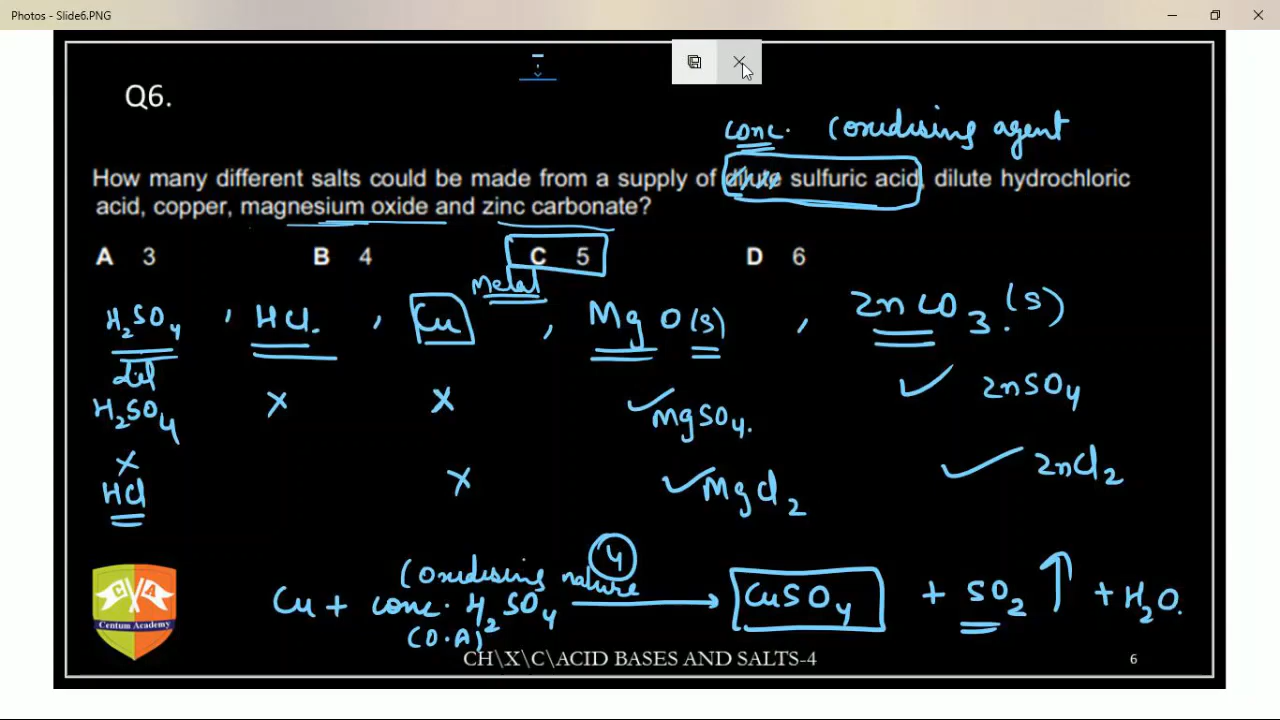 Photos - Slide6.PNG
Q6.
conc. (oxidising agent
How many different salts could be made from a supply of dilute sulfuric acid, dilute hydrochloric
acid, copper, magnesium oxide and zinc carbonate?
A 3 B 4 C 5 D 6
Metal
H₂SO₄ , HCl. , Cu , MgO(s) , ZnCO₃.(s)
dil
H₂SO₄ × × ✓MgSO₄. ✓ ZnSO₄
×
HCl × ✓MgCl₂ ✓ ZnCl₂
4
(Oxidising nature
Cu + conc. H₂SO₄ → CuSO₄ + SO₂ ↑ + H₂O.
(O.A)
CA
Centum Academy
CH\X\C\ACID BASES AND SALTS-4 6